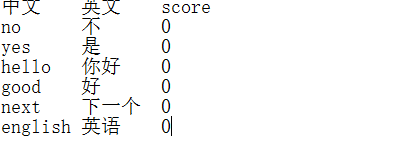 中文 英文 score
no 不 0
yes 是 0
hello 你好 0
good 好 0
next 下一个 0
english 英语 0